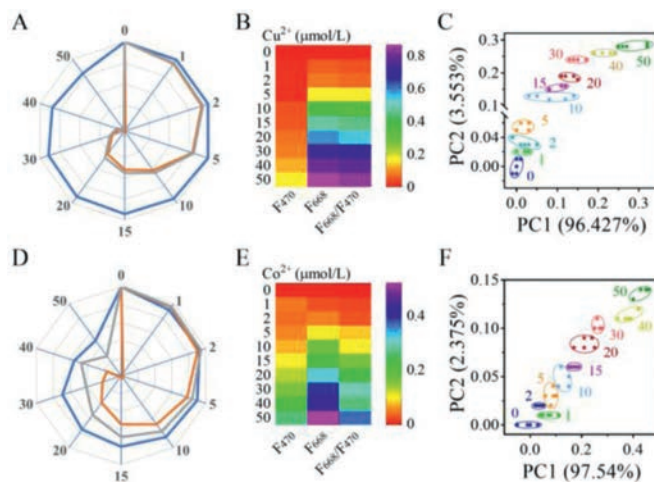 A
0
1
2
5
10
15
20
30
40
50
B
Cu²⁺ (μmol/L)
0
1
2
5
10
15
20
30
40
50
F470
F668
F668/F470
0.8
0.6
0.4
0.2
0
C
PC2 (3.553%)
0.3
0.2
0.1
0.04
0.00
0 1 2 5 10 15 20 30 40 50
0.0 0.1 0.2 0.3
PC1 (96.427%)
D
0
1
2
5
10
15
20
30
40
50
E
Co²⁺ (μmol/L)
0
1
2
5
10
15
20
30
40
50
F470
F668
F668/F470
0.4
0.2
0
F
PC2 (2.375%)
0.15
0.10
0.05
0.00
0 1 2 5 10 15 20 30 40 50
0.0 0.2 0.4
PC1 (97.54%)